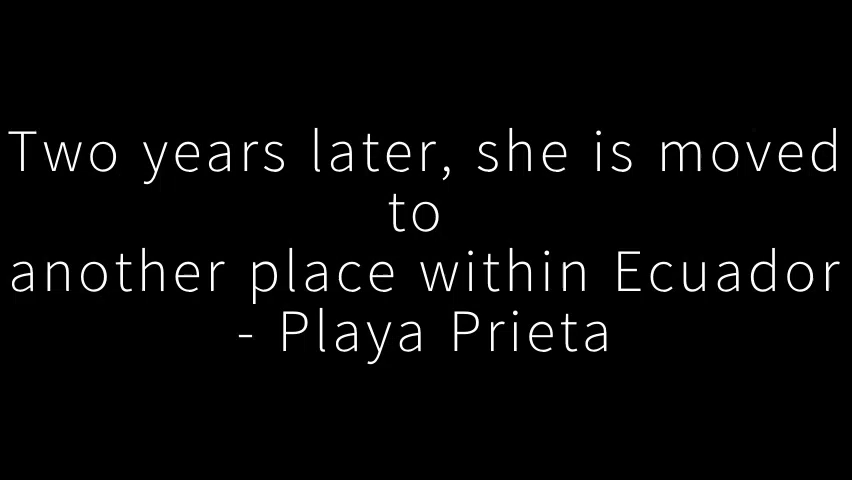 Two years later, she is moved
to
another place within Ecuador
- Playa Prieta